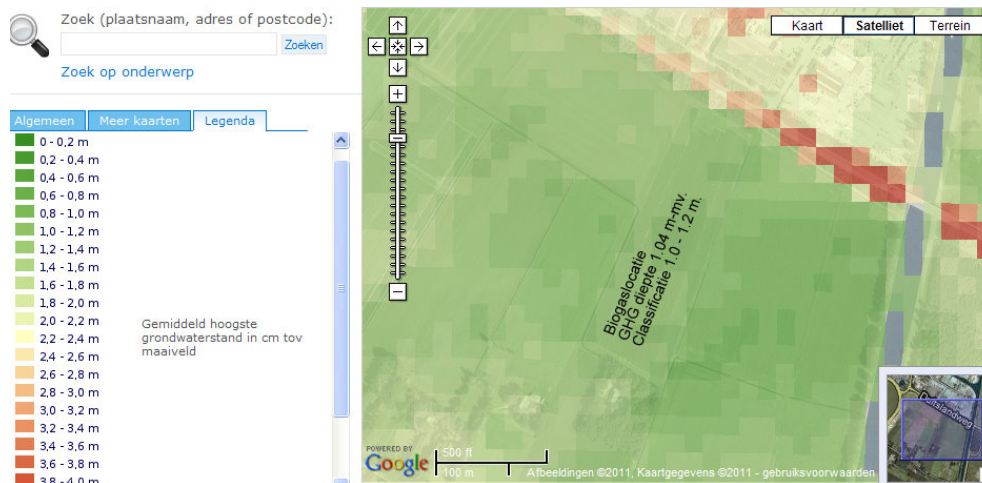 Zoek (plaatsnaam, adres of postcode):
Zoeken
Zoek op onderwerp
Algemeen
Meer kaarten
Legenda
0 - 0,2 m
0,2 - 0,4 m
0,4 - 0,6 m
0,6 - 0,8 m
0,8 - 1,0 m
1,0 - 1,2 m
1,2 - 1,4 m
1,4 - 1,6 m
1,6 - 1,8 m
1,8 - 2,0 m
2,0 - 2,2 m
2,2 - 2,4 m
2,4 - 2,6 m
2,6 - 2,8 m
2,8 - 3,0 m
3,0 - 3,2 m
3,2 - 3,4 m
3,4 - 3,6 m
3,6 - 3,8 m
3,8 - 4,0 m
Gemiddeld hoogste
grondwaterstand in cm tov
maaiveld
Kaart
Satelliet
Terrein
Biogaslocatie
GHG diepte 1.04 m-mv.
Classificatie 1.0 - 1.2 m.
Duitslandweg
POWERED BY
Google
500 ft
100 m
Afbeeldingen ©2011, Kaartgegevens ©2011 - gebruiksvoorwaarden